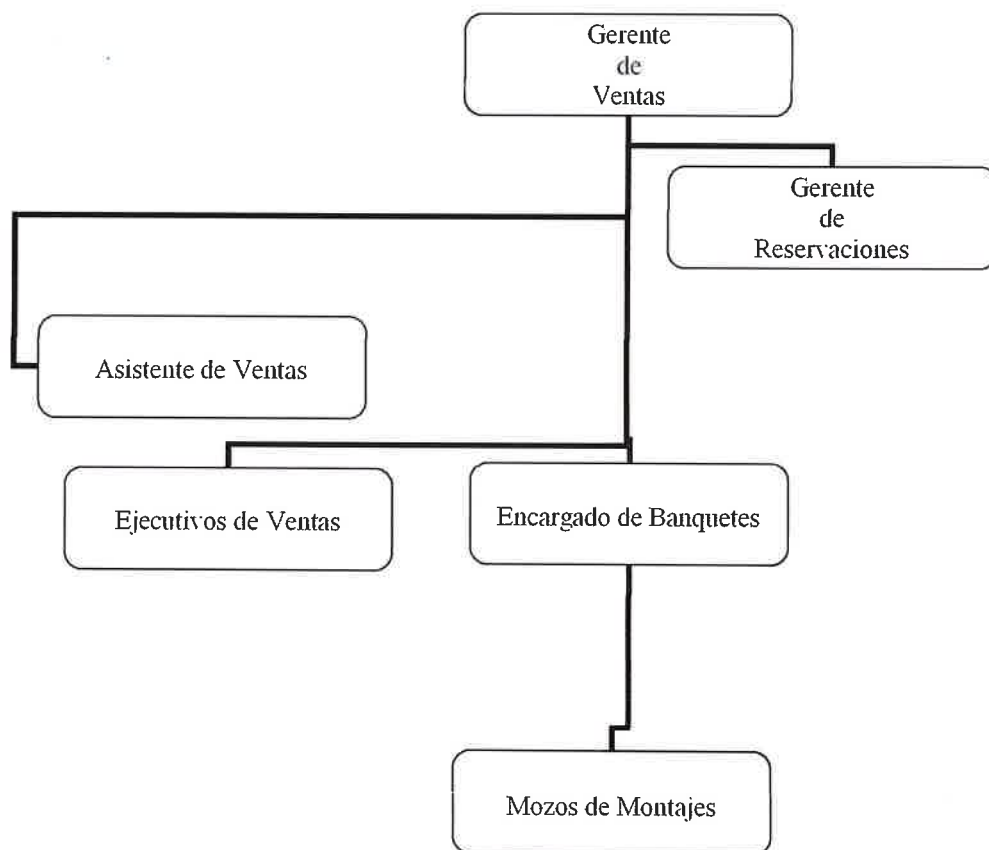 Gerente
de
Ventas
Gerente
de
Reservaciones
Asistente de Ventas
Ejecutivos de Ventas
Encargado de Banquetes
Mozos de Montajes